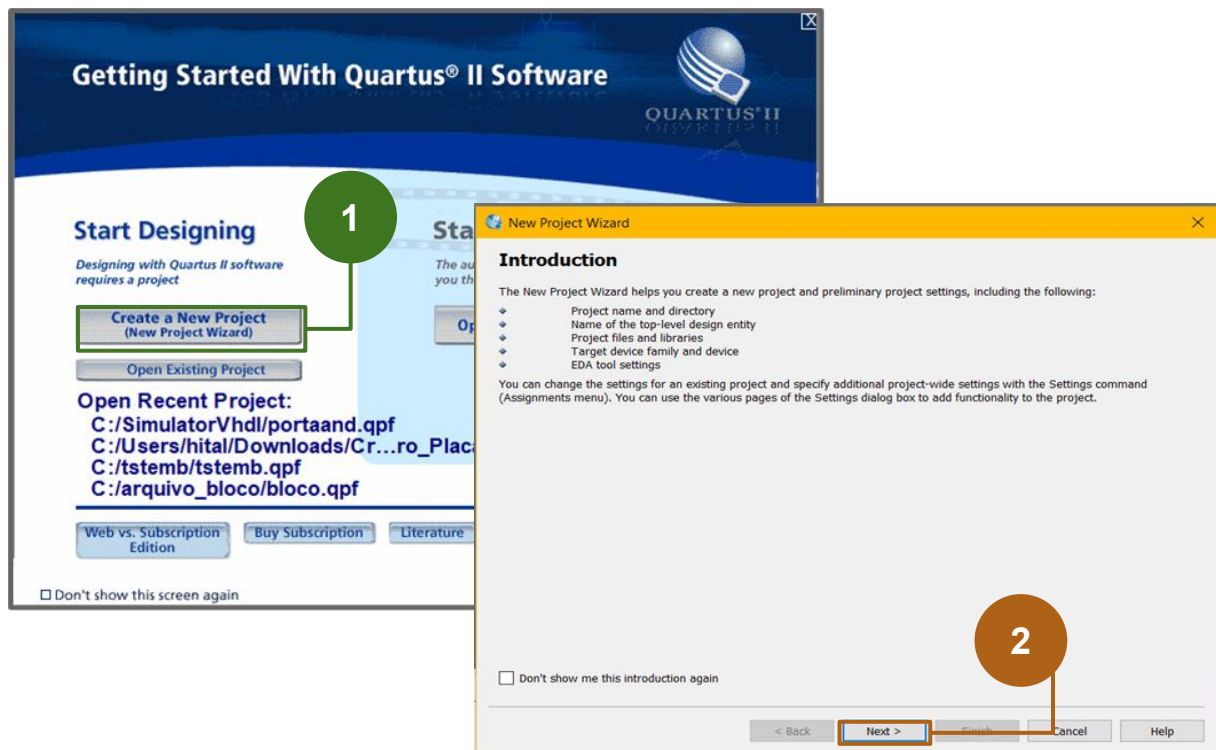 Getting Started With Quartus® II Software
QUARTUS® II
X
1
Start Designing
Designing with Quartus II software
requires a project
Create a New Project
(New Project Wizard)
Open Existing Project
Open Recent Project:
C:/SimulatorVhdl/portaand.qpf
C:/Users/hital/Downloads/Cr...ro_Placa
C:/tstemb/tstemb.qpf
C:/arquivo_bloco/bloco.qpf
Web vs. Subscription
Edition
Buy Subscription
Literature
Don't show this screen again
Sta
The au
you th
Op
New Project Wizard
Introduction
The New Project Wizard helps you create a new project and preliminary project settings, including the following:
Project name and directory
Name of the top-level design entity
Project files and libraries
Target device family and device
EDA tool settings
You can change the settings for an existing project and specify additional project-wide settings with the Settings command
(Assignments menu). You can use the various pages of the Settings dialog box to add functionality to the project.
2
Don't show me this introduction again
< Back
Next >
Finish
Cancel
Help